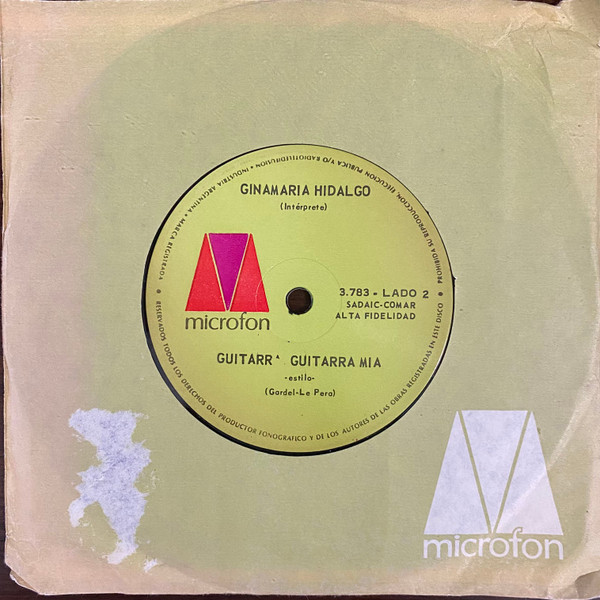 GINAMARIA HIDALGO
(Intérprete)
microfon
3.783 - LADO 2
SADAIC-COMAR
ALTA FIDELIDAD
GUITARR᾿ GUITARRA MIA
-estilo-
(Gardel-Le Pera)
PROHIBIDA SU REPRODUCCION, EJECUCION PUBLICA Y/O RADIOTELEDIFUSION • INDUSTRIA ARGENTINA • MARCA REGISTRADA •
RESERVADOS TODOS LOS DERECHOS DEL PRODUCTOR FONOGRAFICO Y DE LOS AUTORES DE LAS OBRAS REGISTRADAS EN ESTE DISCO •
microfon